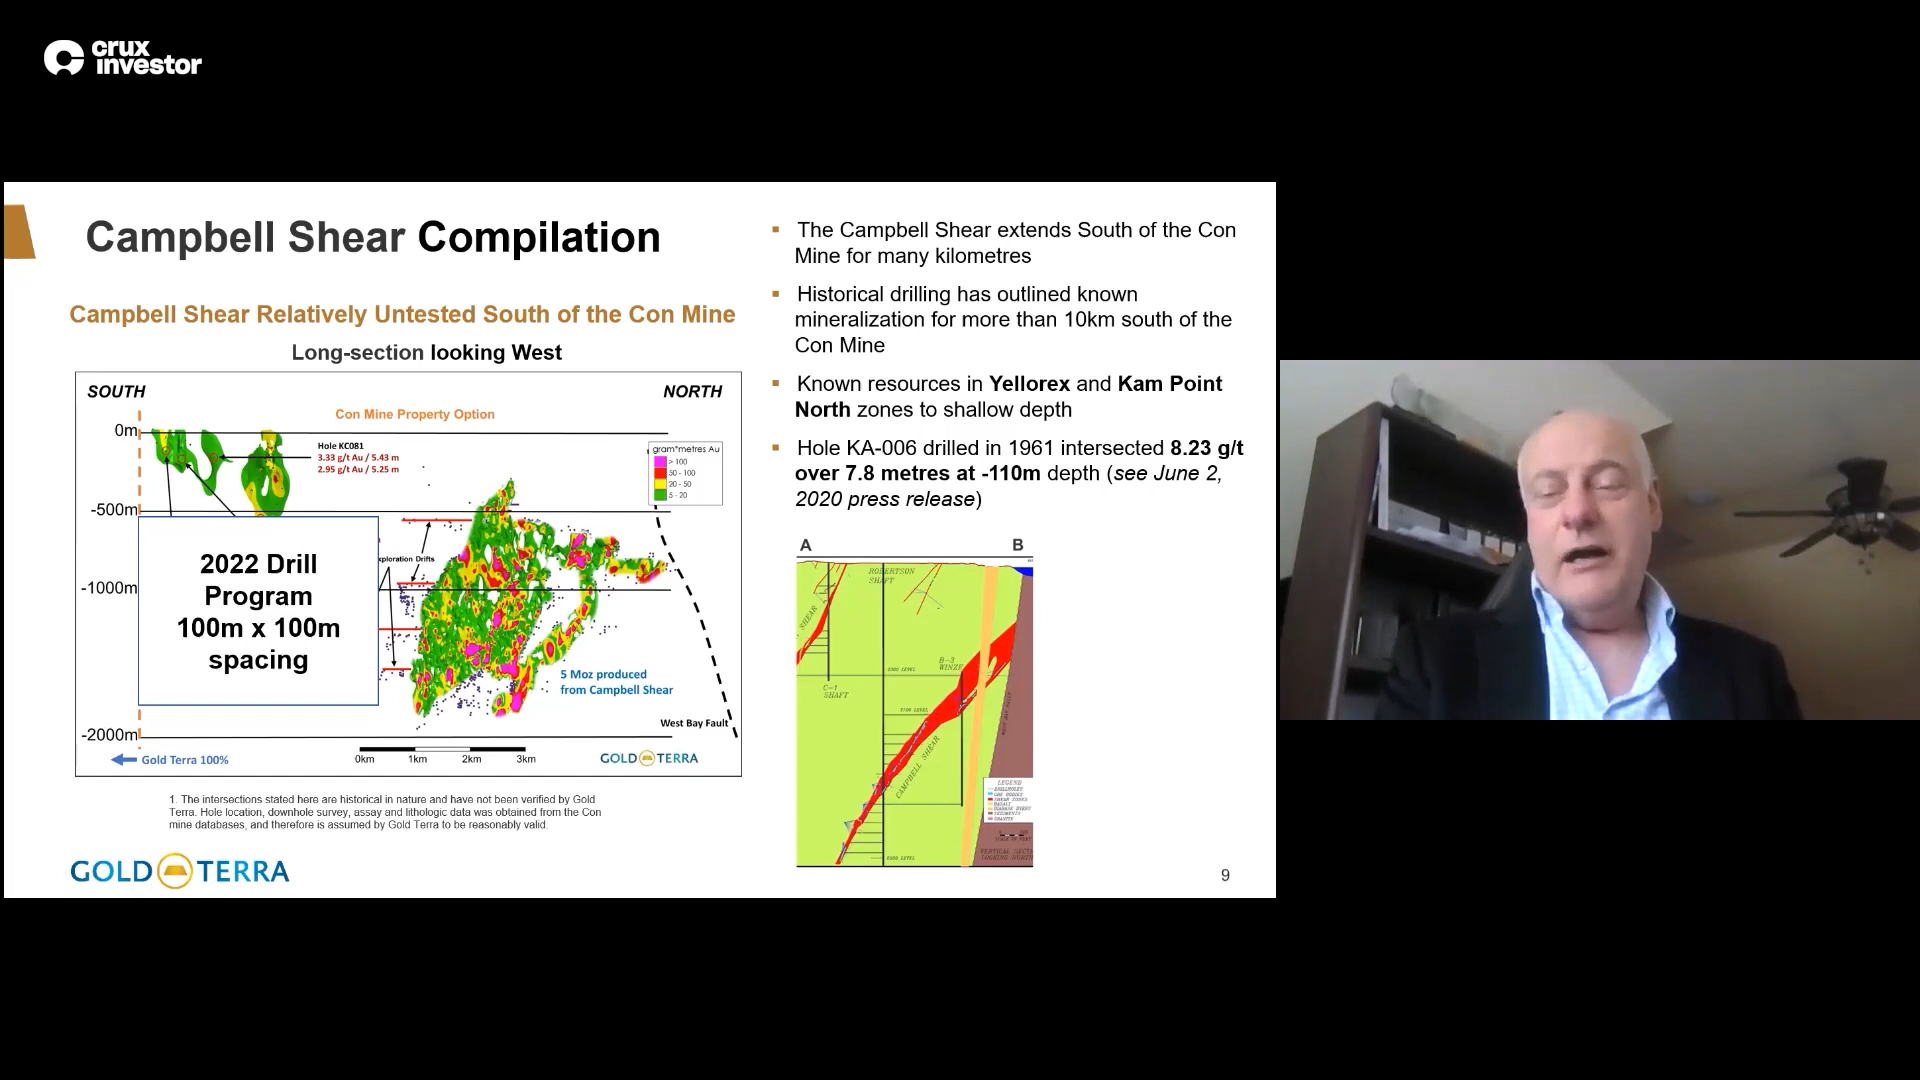 crux
investor
Campbell Shear Compilation
Campbell Shear Relatively Untested South of the Con Mine
Long-section looking West
SOUTH
NORTH
Con Mine Property Option
0m
Hole KC081
3.33 g/t Au / 5.43 m
2.95 g/t Au / 5.25 m
gram*metres Au
> 100
50 - 100
20 - 50
5 - 20
-500m
2022 Drill
Program
100m x 100m
spacing
xploration Drifts
-1000m
5 Moz produced
from Campbell Shear
West Bay Fault
-2000m
Gold Terra 100%
0km
1km
2km
3km
GOLD TERRA
1. The intersections stated here are historical in nature and have not been verified by Gold
Terra. Hole location, downhole survey, assay and lithologic data was obtained from the Con
mine databases, and therefore is assumed by Gold Terra to be reasonably valid.
GOLD TERRA
The Campbell Shear extends South of the Con
Mine for many kilometres
Historical drilling has outlined known
mineralization for more than 10km south of the
Con Mine
Known resources in Yellorex and Kam Point
North zones to shallow depth
Hole KA-006 drilled in 1961 intersected 8.23 g/t
over 7.8 metres at -110m depth (see June 2,
2020 press release)
A
B
ROBERTSON
SHAFT
SHEAR
B-3
WINZE
C-1
SHAFT
CAMPBELL SHEAR
LEGEND
9